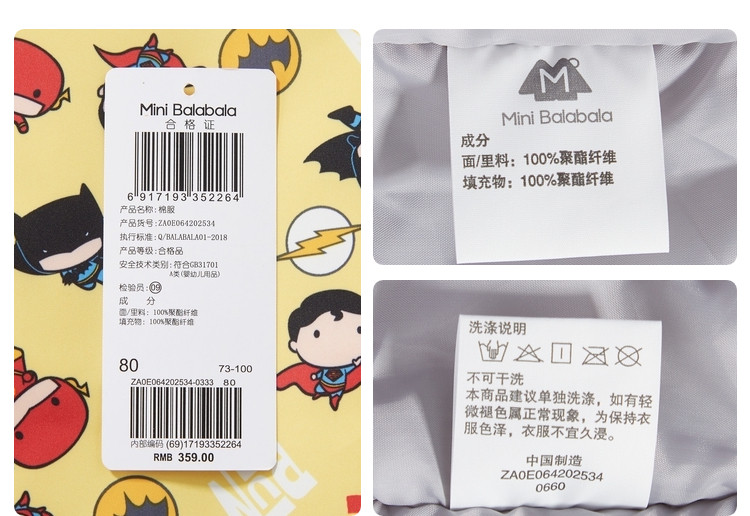 Mini Balabala
合格证
6 917193 352264
产品名称: 棉服
产品货号: ZA0E064202534
执行标准: Q/BALABALA01-2018
产品等级: 合格品
安全技术类别: 符合GB31701
A类(婴幼儿用品)
检验员: 09
成 分
面/里料: 100%聚酯纤维
填充物: 100%聚酯纤维
80 73-100
ZA0E064202534-0333 80
内部编码 (69)17193352264
RMB 359.00
RUN
M
Mini Balabala
成分
面/里料: 100%聚酯纤维
填充物: 100%聚酯纤维
洗涤说明
不可干洗
本商品建议单独洗涤，如有轻
微褪色属正常现象，为保持衣
服色泽，衣服不宜久浸。
中国制造
ZA0E064202534
0660